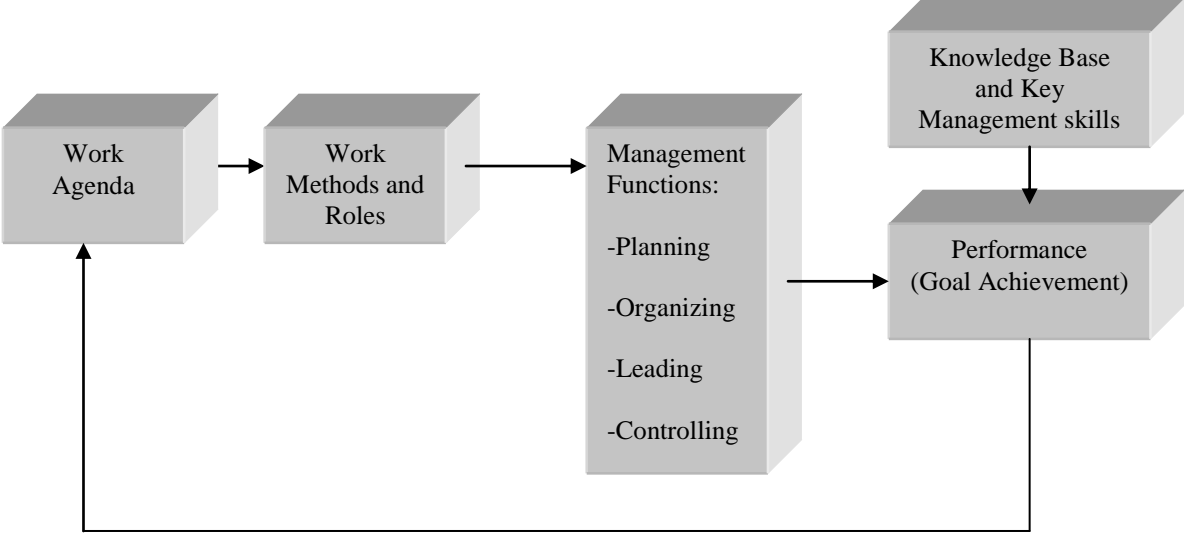 Work
Agenda
Work
Methods and
Roles
Management
Functions:
-Planning
-Organizing
-Leading
-Controlling
Knowledge Base
and Key
Management skills
Performance
(Goal Achievement)